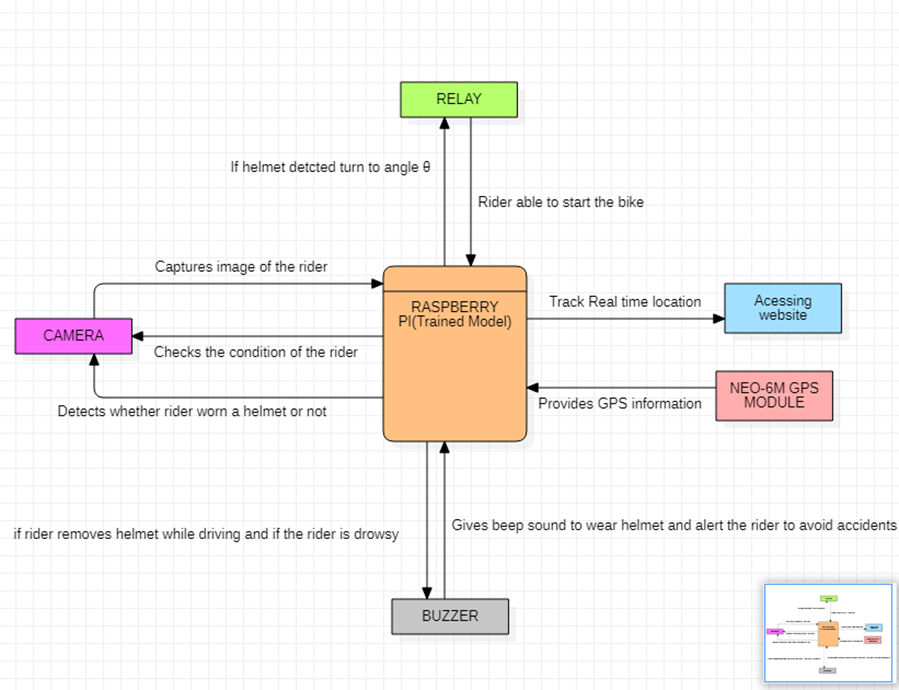 RELAY
If helmet detcted turn to angle θ
Rider able to start the bike
Captures image of the rider
RASPBERRY
PI(Trained Model)
Track Real time location
Acessing
website
CAMERA
Checks the condition of the rider
NEO-6M GPS
MODULE
Provides GPS information
Detects whether rider worn a helmet or not
Gives beep sound to wear helmet and alert the rider to avoid accidents
if rider removes helmet while driving and if the rider is drowsy
BUZZER